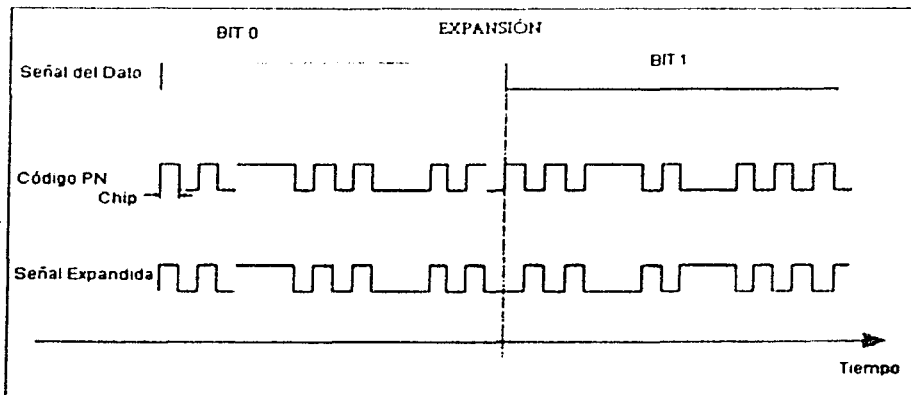 BIT 0
EXPANSIÓN
BIT 1
Señal del Dato
Código PN
Chip
Señal Expandida
Tiempo